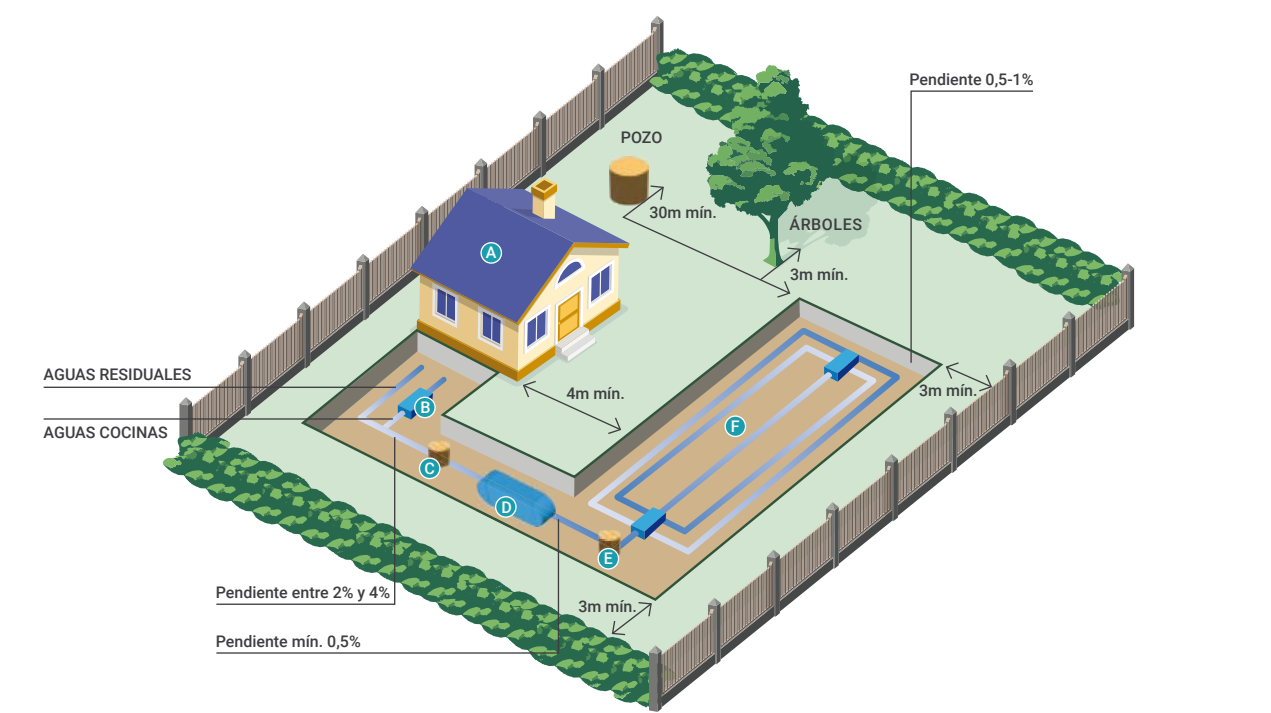 Pendiente 0,5-1%
POZO
30m mín.
ÁRBOLES
3m mín.
A
AGUAS RESIDUALES
4m mín.
3m mín.
B
AGUAS COCINAS
F
C
D
E
Pendiente entre 2% y 4%
3m mín.
Pendiente mín. 0,5%